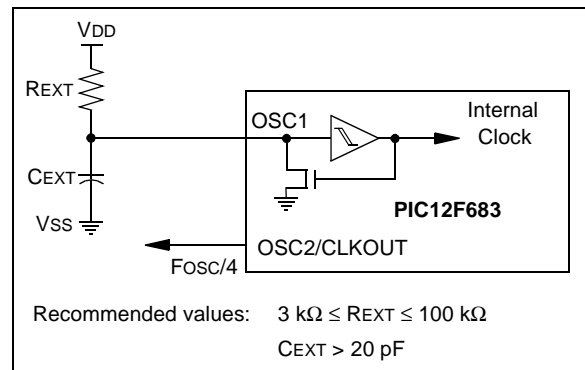 VDD
REXT
OSC1
Internal
Clock
CEXT
PIC12F683
VSS
OSC2/CLKOUT
FOSC/4
Recommended values: 3 kΩ ≤ REXT ≤ 100 kΩ
CEXT > 20 pF